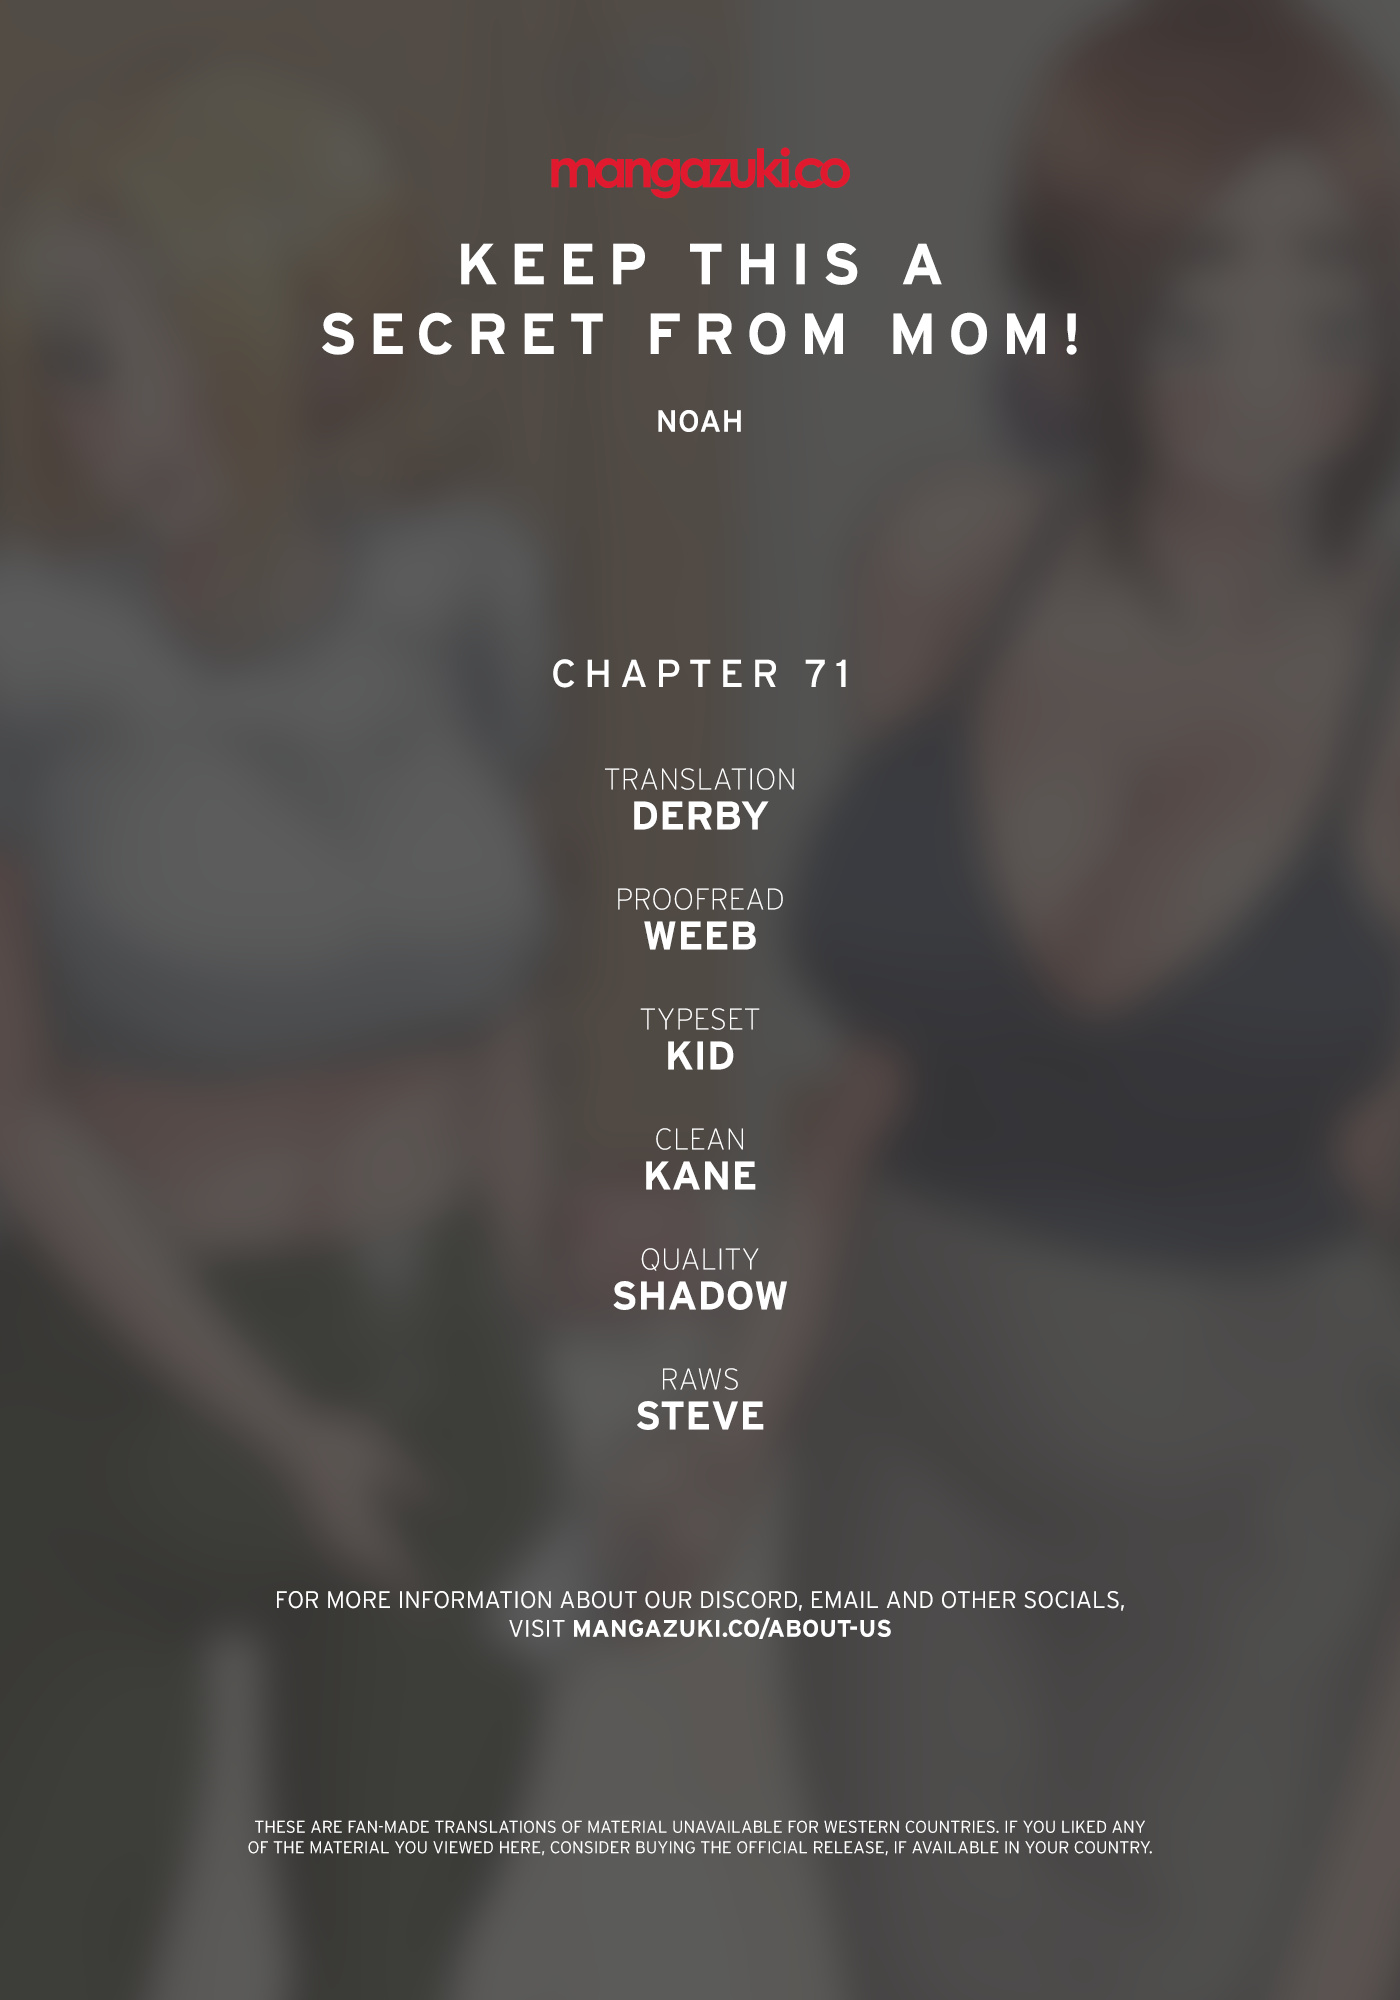 mangazuki.co
KEEP THIS A
SECRET FROM MOM!
NOAH
CHAPTER 71
TRANSLATION
DERBY
PROOFREAD
WEEB
TYPESET
KID
CLEAN
KANE
QUALITY
SHADOW
RAWS
STEVE
FOR MORE INFORMATION ABOUT OUR DISCORD, EMAIL AND OTHER SOCIALS,
VISIT MANGAZUKI.CO/ABOUT-US
THESE ARE FAN-MADE TRANSLATIONS OF MATERIAL UNAVAILABLE FOR WESTERN COUNTRIES. IF YOU LIKED ANY
OF THE MATERIAL YOU VIEWED HERE, CONSIDER BUYING THE OFFICIAL RELEASE, IF AVAILABLE IN YOUR COUNTRY.